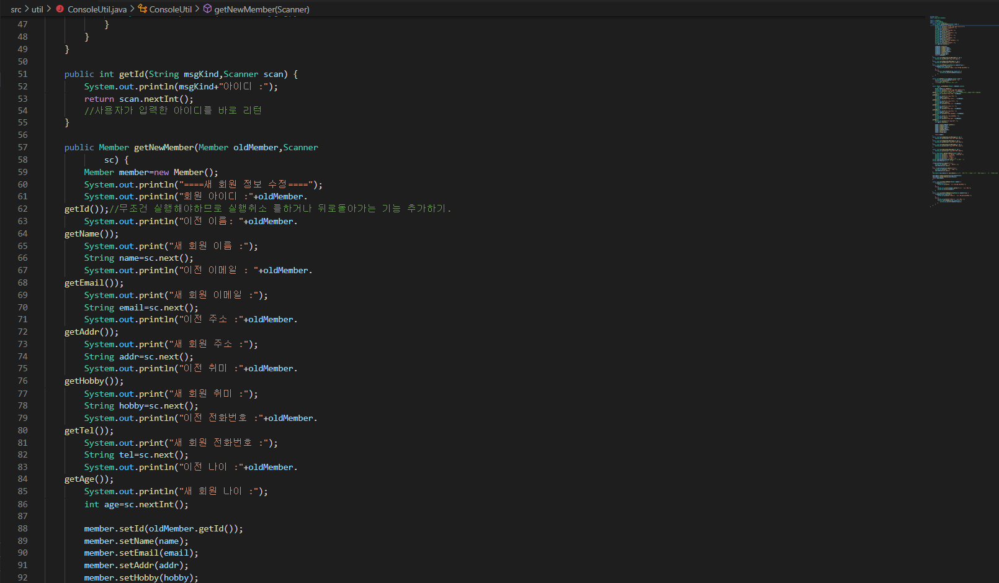 src > util > ConsoleUtil.java > ConsoleUtil > getNewMember(Scanner)
47 }
48 }
49 }
50
51 public int getId(String msgKind,Scanner scan) {
52 System.out.println(msgKind+"아이디 :");
53 return scan.nextInt();
54 //사용자가 입력한 아이디를 바로 리턴
55 }
56
57 public Member getNewMember(Member oldMember,Scanner
58 sc) {
59 Member member=new Member();
60 System.out.println("====새 회원 정보 수정====");
61 System.out.println("회원 아이디 :"+oldMember.
62 getId());//무조건 실행해야하므로 실행취소 를하거나 뒤로돌아가는 기능 추가하기.
63 System.out.println("이전 이름: "+oldMember.
64 getName());
65 System.out.print("새 회원 이름 :");
66 String name=sc.next();
67 System.out.println("이전 이메일 : "+oldMember.
68 getEmail());
69 System.out.print("새 회원 이메일 :");
70 String email=sc.next();
71 System.out.println("이전 주소 :"+oldMember.
72 getAddr());
73 System.out.print("새 회원 주소 :");
74 String addr=sc.next();
75 System.out.println("이전 취미 :"+oldMember.
76 getHobby());
77 System.out.print("새 회원 취미 :");
78 String hobby=sc.next();
79 System.out.println("이전 전화번호 :"+oldMember.
80 getTel());
81 System.out.print("새 회원 전화번호 :");
82 String tel=sc.next();
83 System.out.println("이전 나이 :"+oldMember.
84 getAge());
85 System.out.println("새 회원 나이 :");
86 int age=sc.nextInt();
87
88 member.setId(oldMember.getId());
89 member.setName(name);
90 member.setEmail(email);
91 member.setAddr(addr);
92 member.setHobby(hobby);